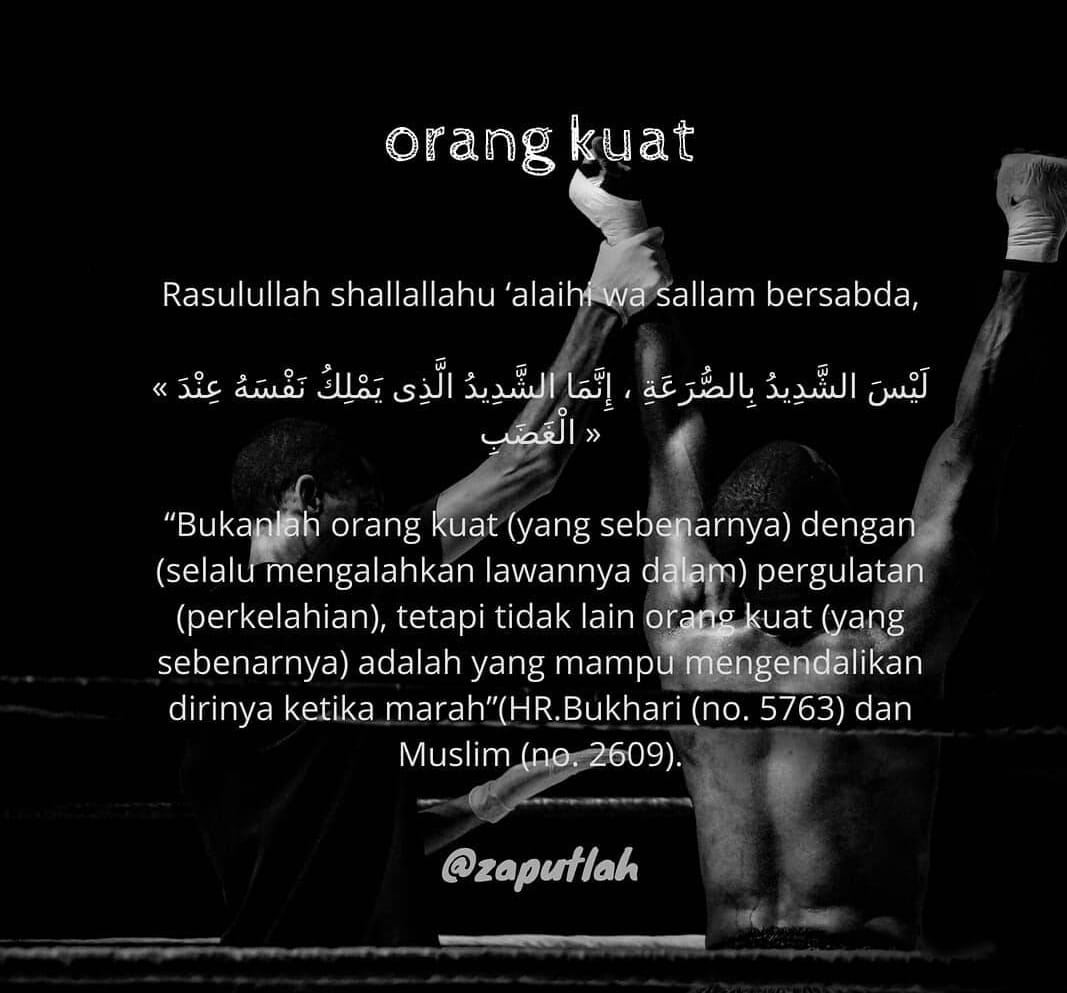 orang kuat
Rasulullah shallallahu ‘alaihi wa sallam bersabda,
« لَيْسَ الشَّدِيدُ بِالصُّرَعَةِ ، إِنَّمَا الشَّدِيدُ الَّذِى يَمْلِكُ نَفْسَهُ عِنْدَ
الْغَضَبِ »
“Bukanlah orang kuat (yang sebenarnya) dengan
(selalu mengalahkan lawannya dalam) pergulatan
(perkelahian), tetapi tidak lain orang kuat (yang
sebenarnya) adalah yang mampu mengendalikan
dirinya ketika marah”(HR.Bukhari (no. 5763) dan
Muslim (no. 2609).
@zaputlah